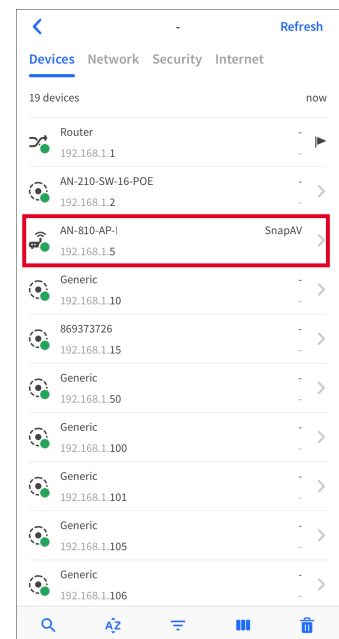 -
Refresh
Devices Network Security Internet
19 devices now
Router -
192.168.1.1 -
AN-210-SW-16-POE -
192.168.1.2 -
AN-810-AP-I SnapAV
192.168.1.5
Generic -
192.168.1.10 -
869373726 -
192.168.1.15 -
Generic -
192.168.1.50 -
Generic -
192.168.1.100 -
Generic -
192.168.1.101 -
Generic -
192.168.1.105 -
Generic -
192.168.1.106 -
AZ